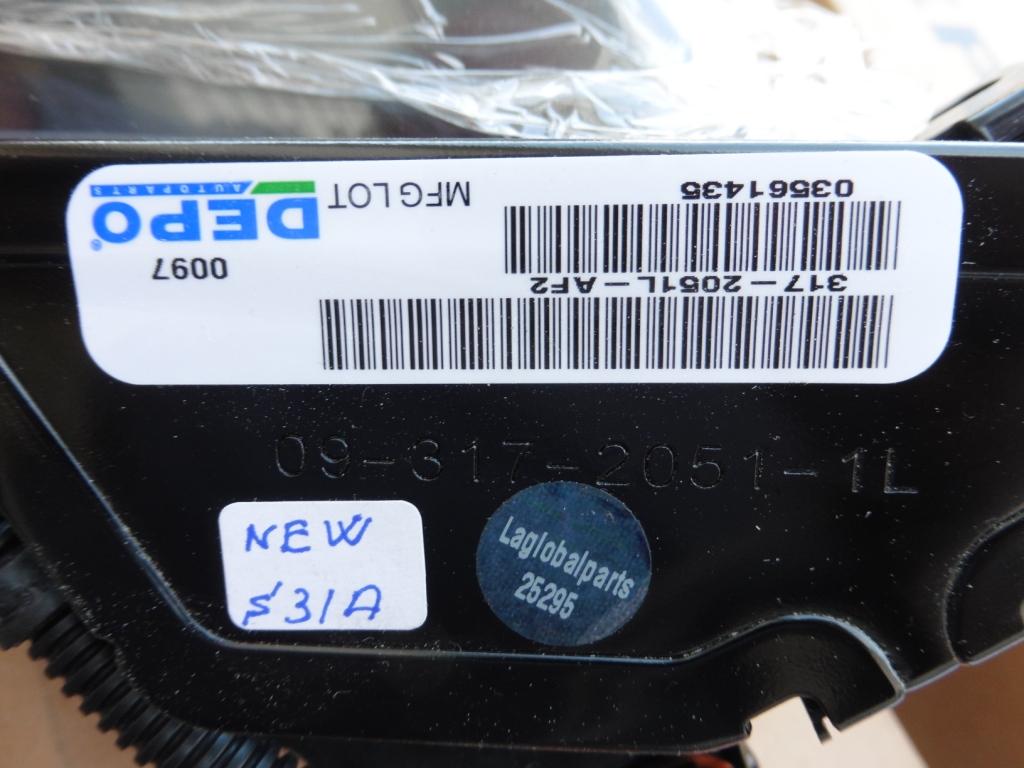 DEPO®
AUTOPARTS
MFG LOT
03561435
0097
317-2051L-AF2
09-317-2051-1L
NEW
S31A
Laglobalparts
25295